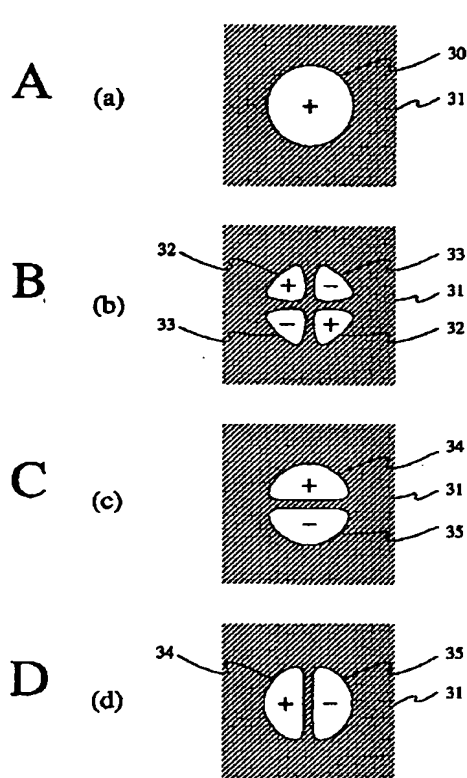 A (a) + 30 31
B (b) 32 33 31 + - - + 33 32
C (c) + - 34 31 35
D (d) 34 35 31 + -